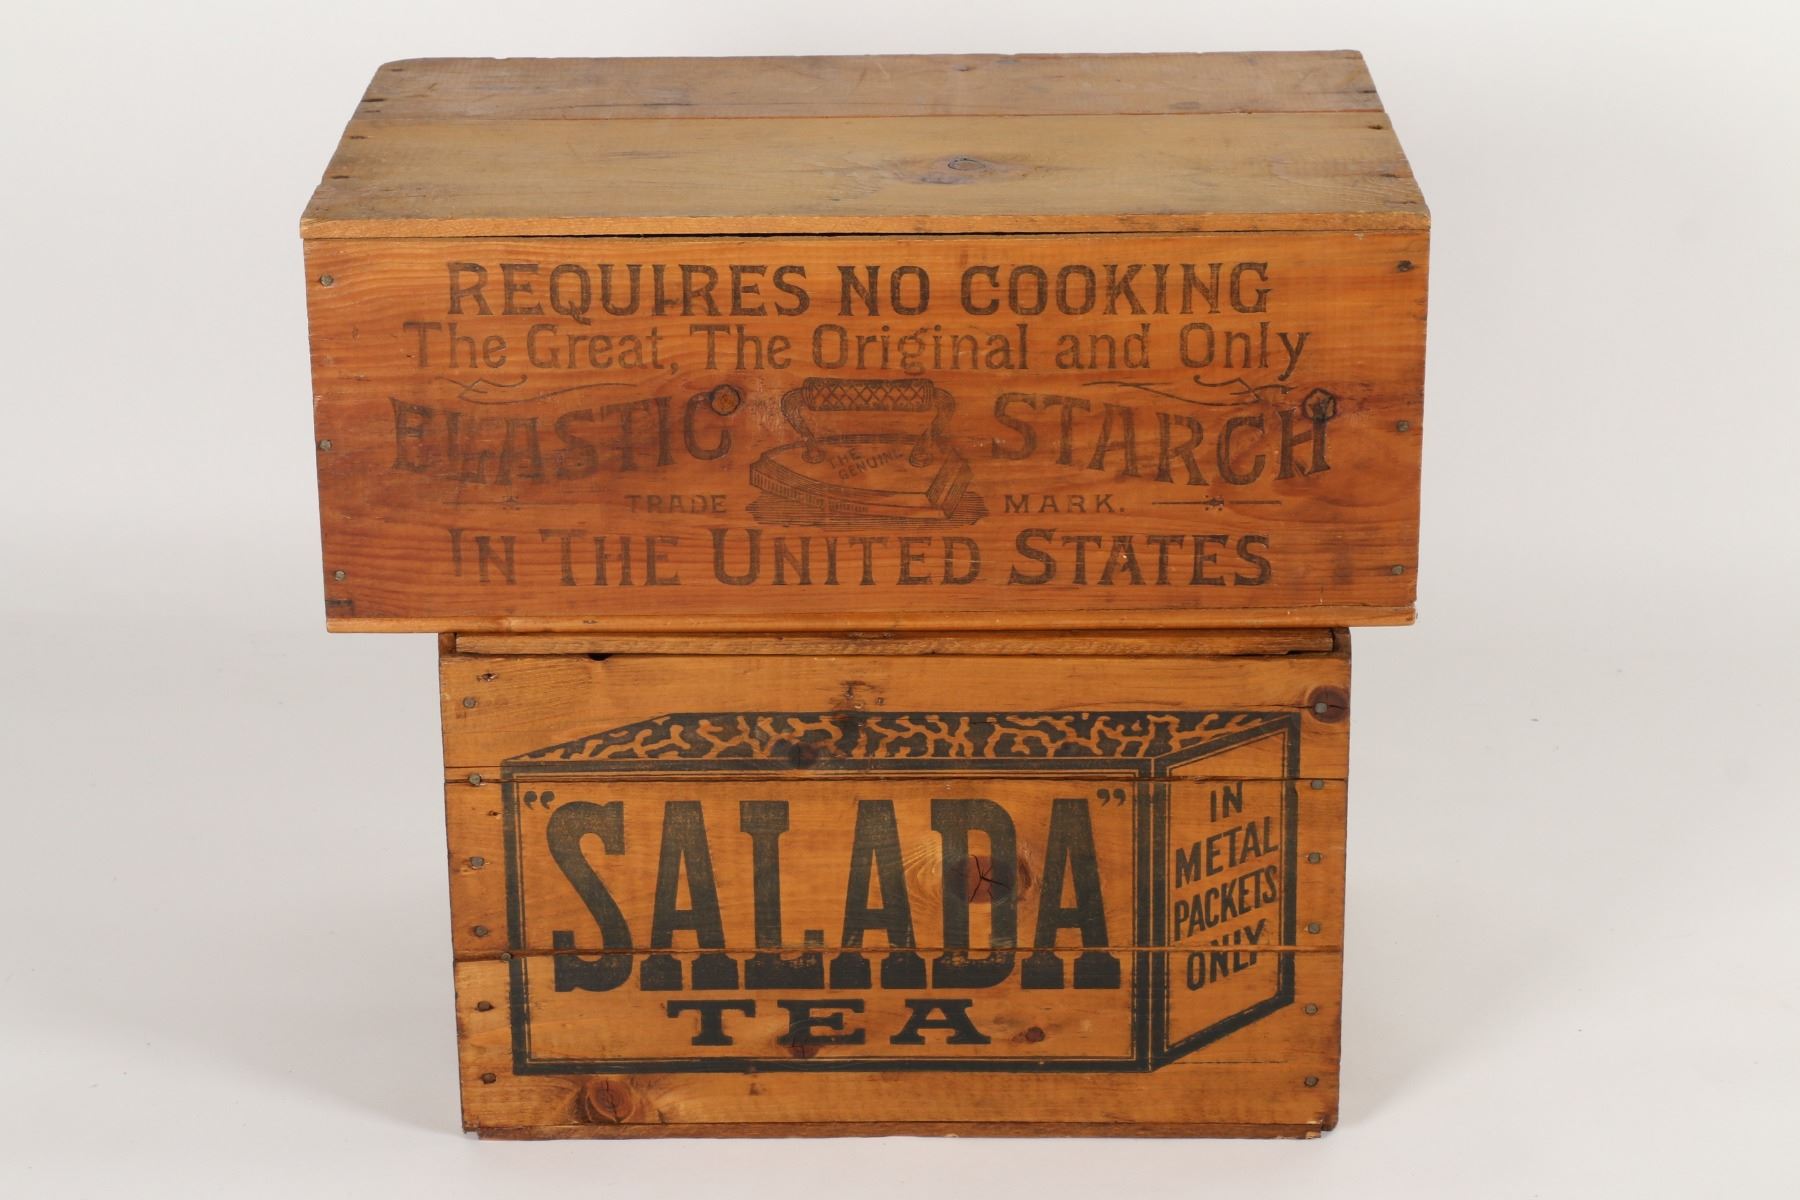 REQUIRES NO COOKING
The Great, The Original and Only
ELASTIC STARCH
THE
GENUINE
TRADE MARK.
IN THE UNITED STATES
"SALADA"
TEA
IN
METAL
PACKETS
ONLY